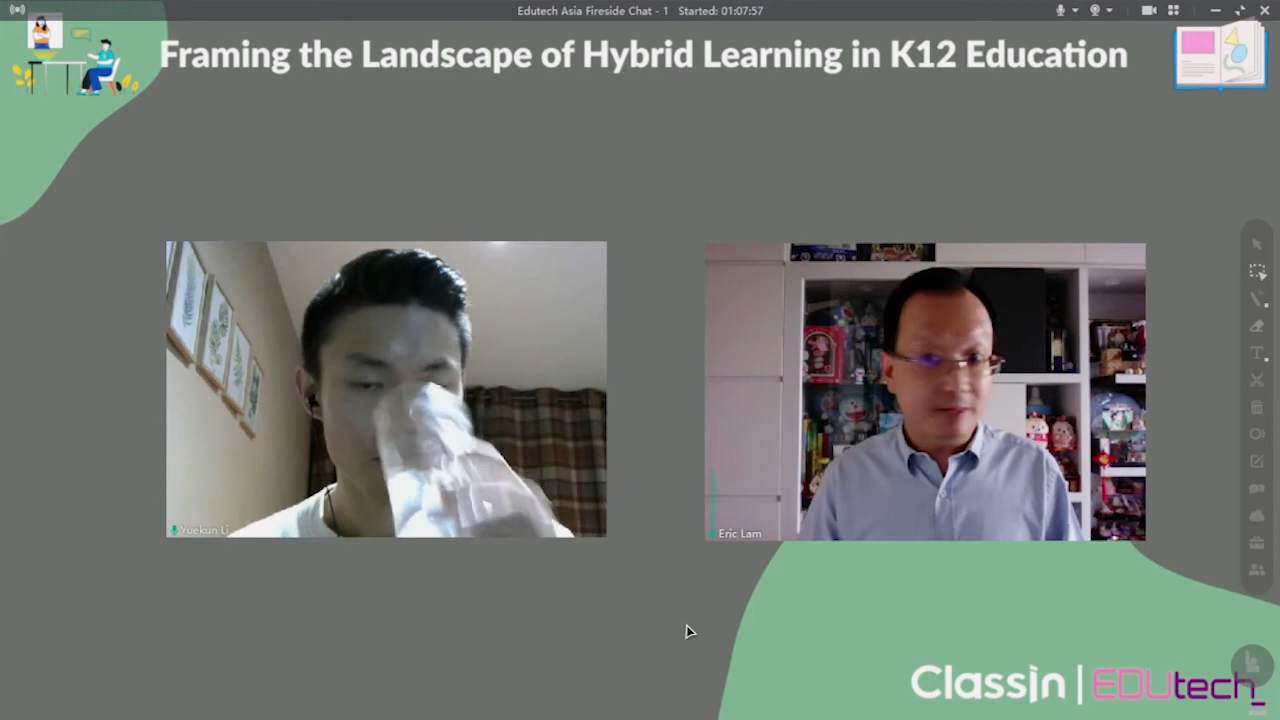 Edutech Asia Fireside Chat - 1 Started: 01:07:57
Framing the Landscape of Hybrid Learning in K12 Education
Yuekun Li
Eric Lam
T
ClassIn | EDUtech_